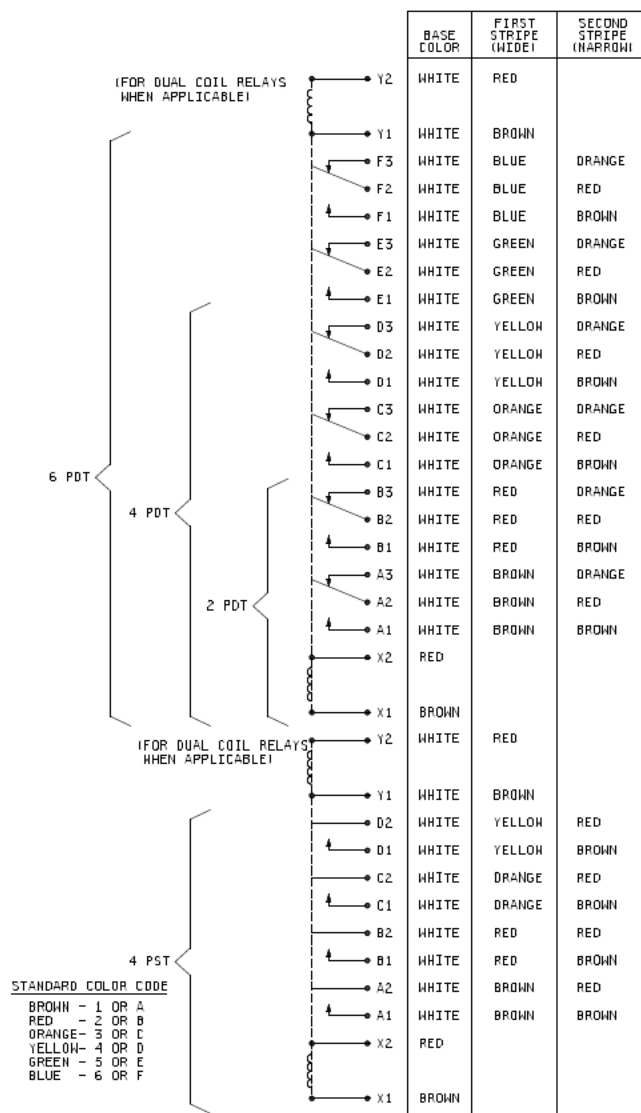 BASE COLOR FIRST STRIPE (WIDE) SECOND STRIPE (NARROW)
(FOR DUAL COIL RELAYS
WHEN APPLICABLE)
Y2 WHITE RED
Y1 WHITE BROWN
F3 WHITE BLUE ORANGE
F2 WHITE BLUE RED
F1 WHITE BLUE BROWN
E3 WHITE GREEN ORANGE
E2 WHITE GREEN RED
E1 WHITE GREEN BROWN
D3 WHITE YELLOW ORANGE
D2 WHITE YELLOW RED
D1 WHITE YELLOW BROWN
C3 WHITE ORANGE ORANGE
C2 WHITE ORANGE RED
C1 WHITE ORANGE BROWN
6 PDT
B3 WHITE RED ORANGE
4 PDT
B2 WHITE RED RED
B1 WHITE RED BROWN
A3 WHITE BROWN ORANGE
2 PDT
A2 WHITE BROWN RED
A1 WHITE BROWN BROWN
X2 RED
X1 BROWN
(FOR DUAL COIL RELAYS
WHEN APPLICABLE)
Y2 WHITE RED
Y1 WHITE BROWN
D2 WHITE YELLOW RED
D1 WHITE YELLOW BROWN
C2 WHITE ORANGE RED
C1 WHITE ORANGE BROWN
B2 WHITE RED RED
4 PST
B1 WHITE RED BROWN
A2 WHITE BROWN RED
A1 WHITE BROWN BROWN
X2 RED
X1 BROWN
STANDARD COLOR CODE
BROWN - 1 OR A
RED - 2 OR B
ORANGE- 3 OR C
YELLOW- 4 OR D
GREEN - 5 OR E
BLUE - 6 OR F